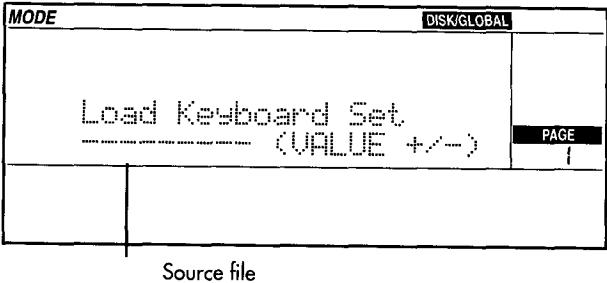 MODE DISK/GLOBAL
Load Keyboard Set
------------ (VALUE +/-)
PAGE
1
Source file